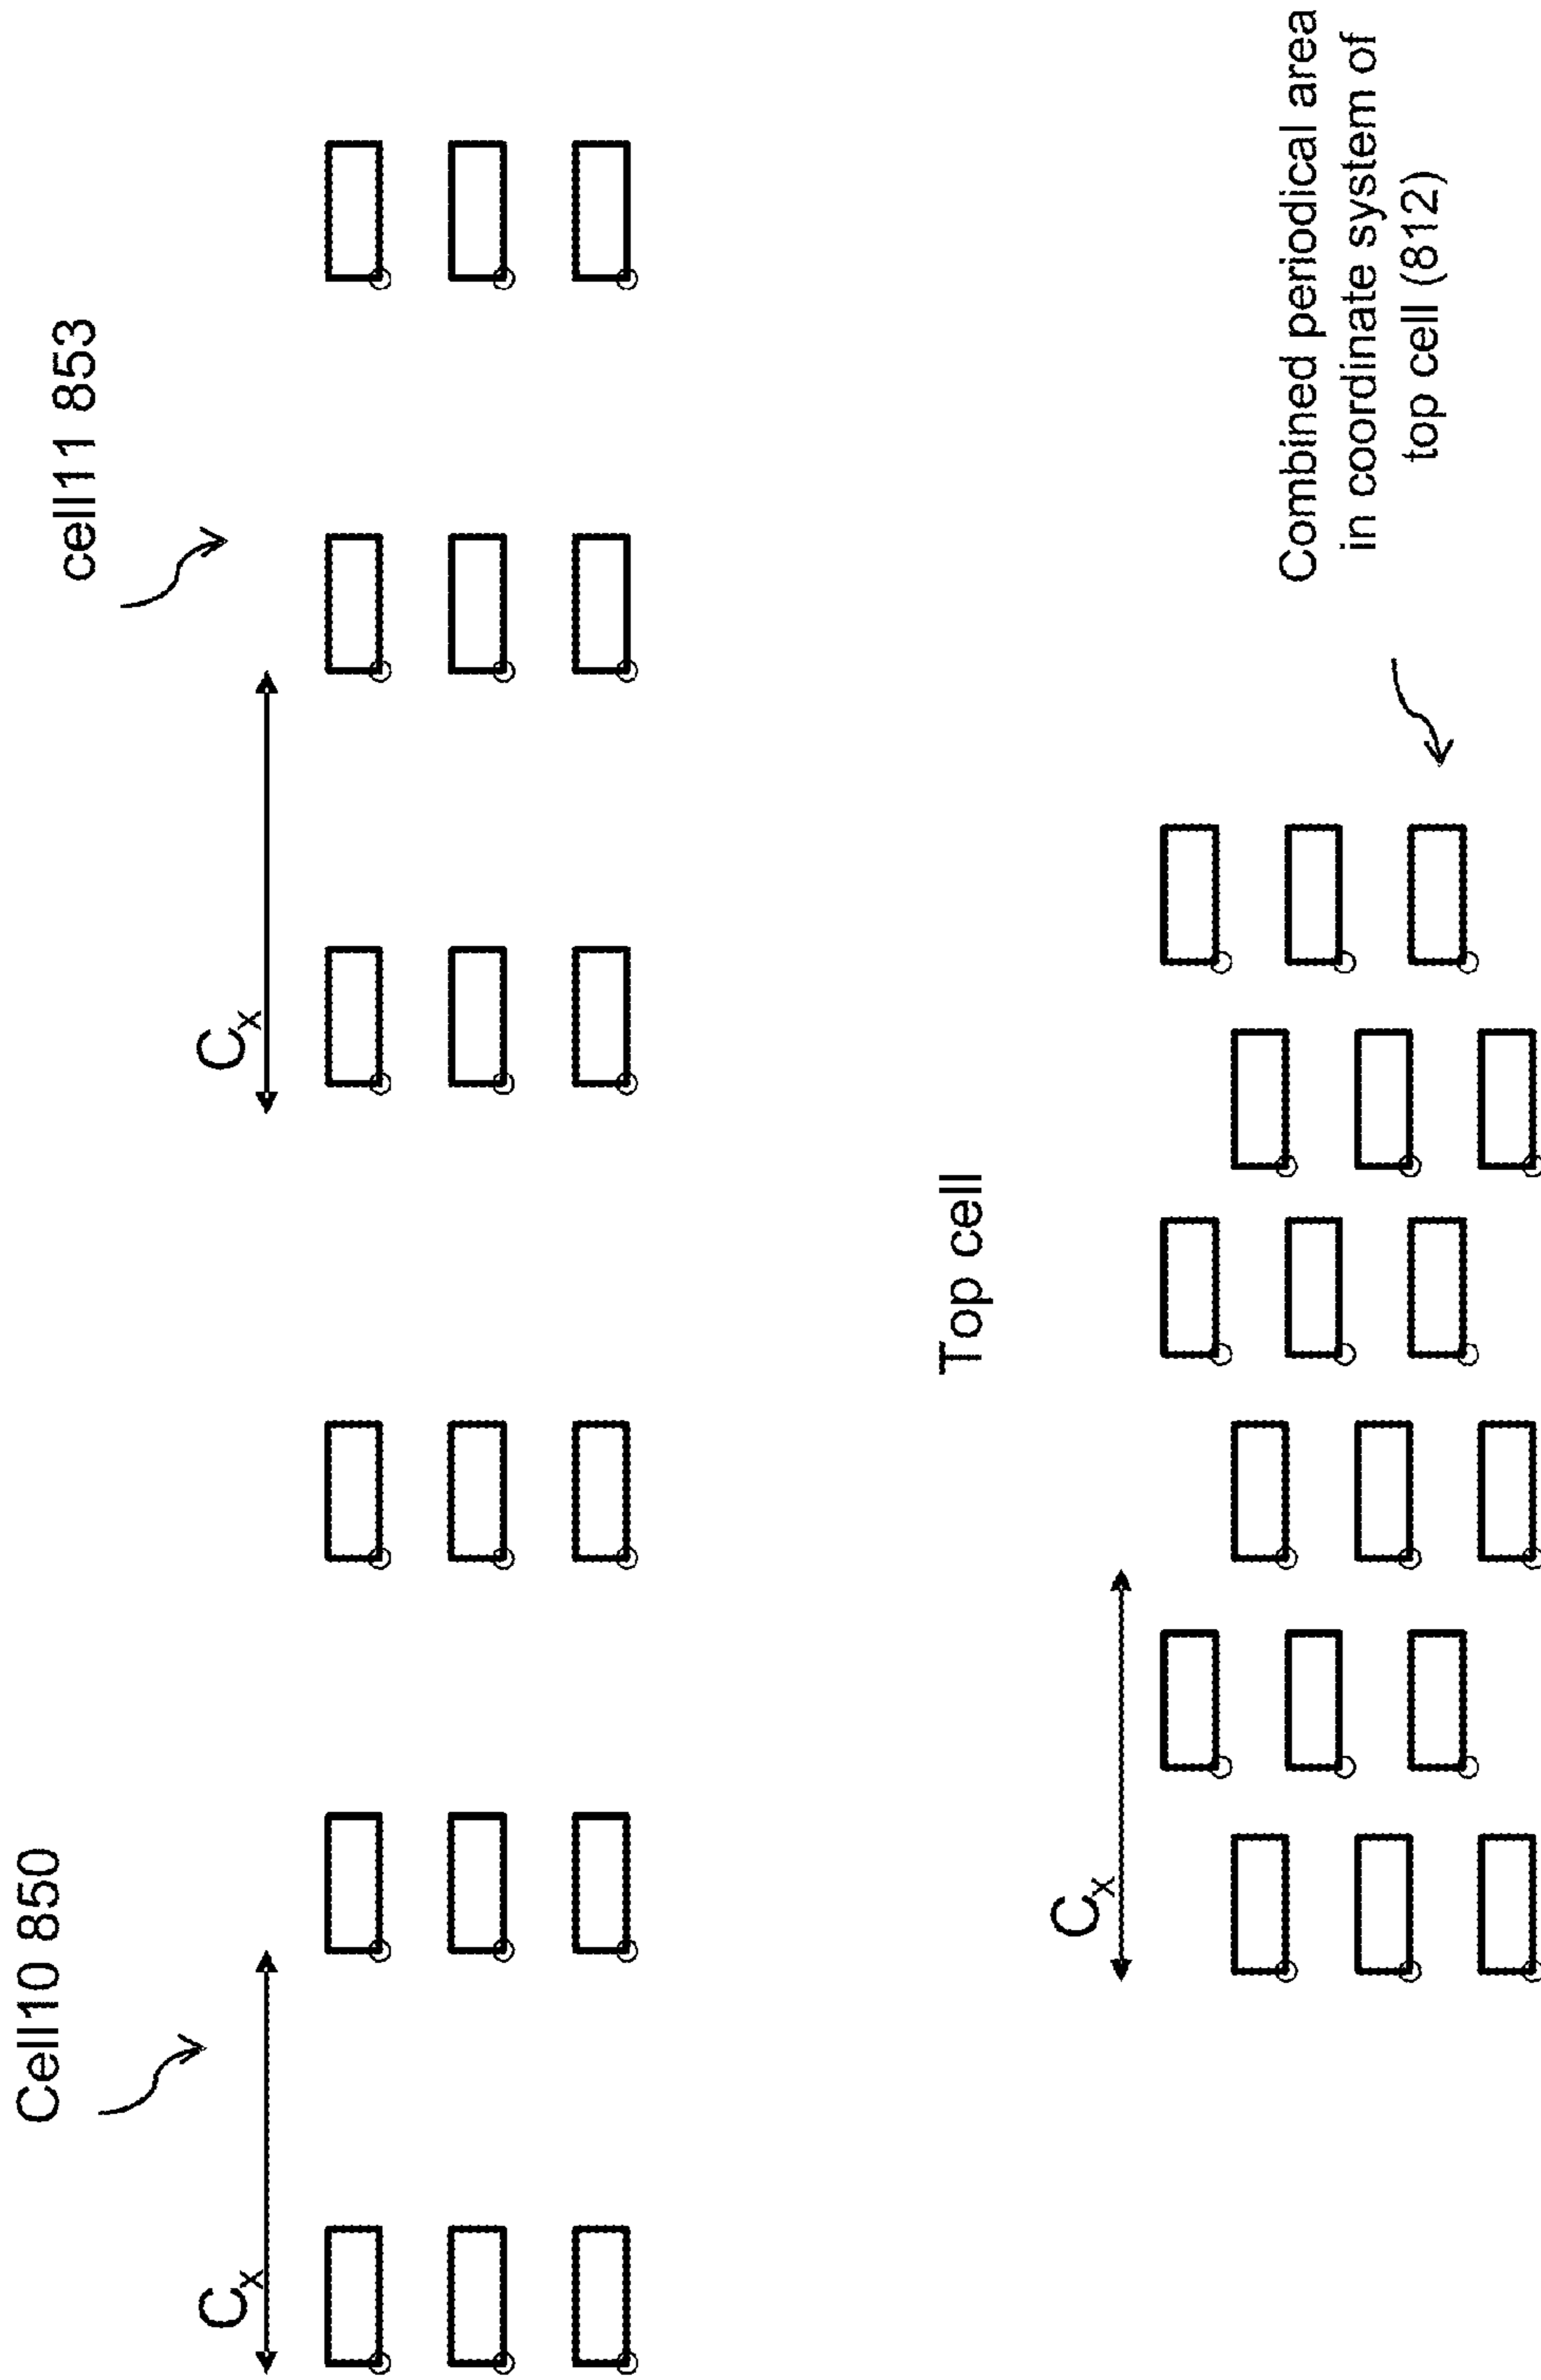 Cell10 850
cell11 853
Cx
Cx
Top cell
Cx
Combined periodical area
in coordinate system of
top cell (812)